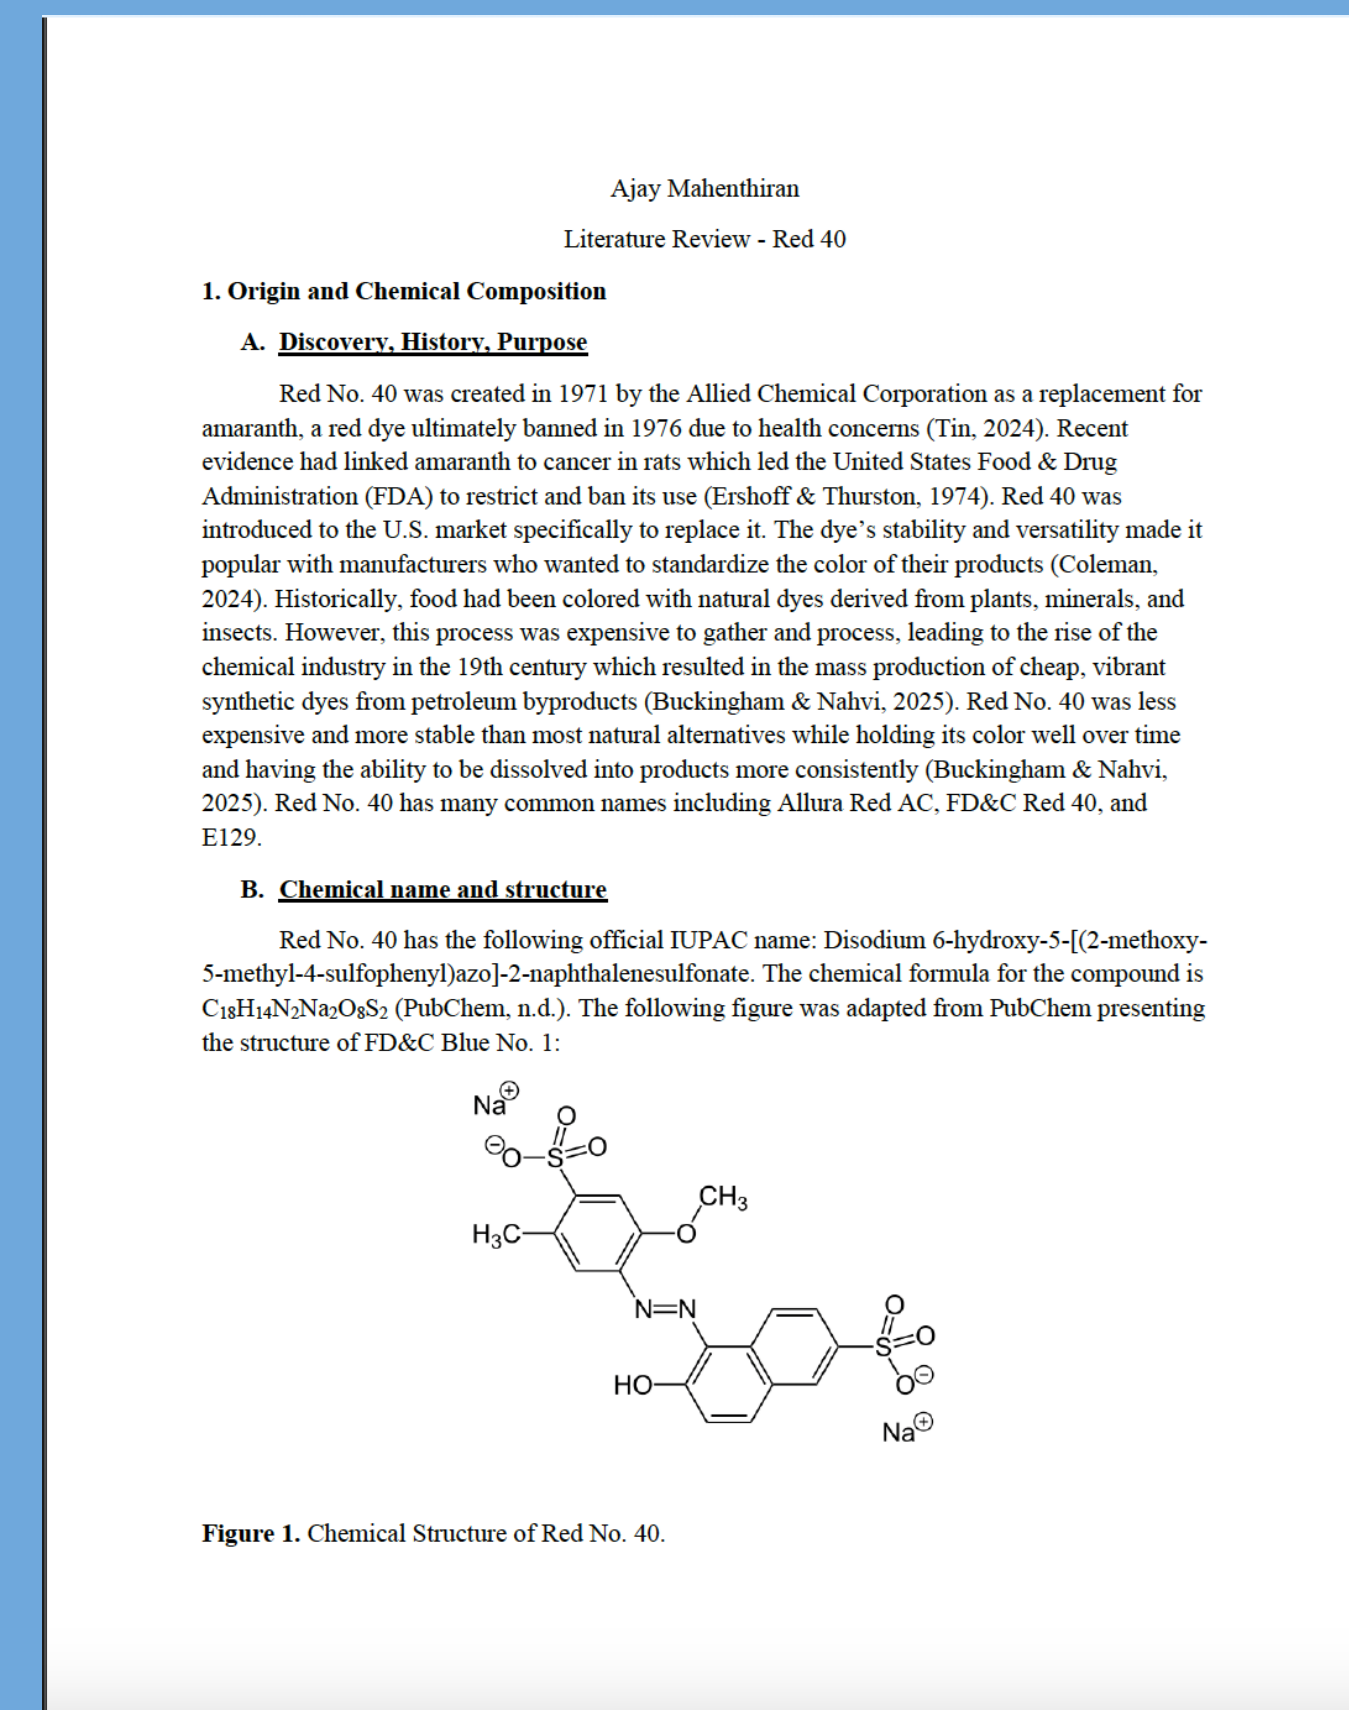 Ajay Mahenthiran
Literature Review - Red 40
1. Origin and Chemical Composition
A. Discovery, History, Purpose
Red No. 40 was created in 1971 by the Allied Chemical Corporation as a replacement for
amaranth, a red dye ultimately banned in 1976 due to health concerns (Tin, 2024). Recent
evidence had linked amaranth to cancer in rats which led the United States Food & Drug
Administration (FDA) to restrict and ban its use (Ershoff & Thurston, 1974). Red 40 was
introduced to the U.S. market specifically to replace it. The dye’s stability and versatility made it
popular with manufacturers who wanted to standardize the color of their products (Coleman,
2024). Historically, food had been colored with natural dyes derived from plants, minerals, and
insects. However, this process was expensive to gather and process, leading to the rise of the
chemical industry in the 19th century which resulted in the mass production of cheap, vibrant
synthetic dyes from petroleum byproducts (Buckingham & Nahvi, 2025). Red No. 40 was less
expensive and more stable than most natural alternatives while holding its color well over time
and having the ability to be dissolved into products more consistently (Buckingham & Nahvi,
2025). Red No. 40 has many common names including Allura Red AC, FD&C Red 40, and
E129.
B. Chemical name and structure
Red No. 40 has the following official IUPAC name: Disodium 6-hydroxy-5-[(2-methoxy-
5-methyl-4-sulfophenyl)azo]-2-naphthalenesulfonate. The chemical formula for the compound is
C₁₈H₁₄N₂Na₂O₈S₂ (PubChem, n.d.). The following figure was adapted from PubChem presenting
the structure of FD&C Blue No. 1:
Na⊕
O
⊖O–S=O
CH₃
H₃C
O
N=N
O
S=O
HO
O⊖
Na⊕
Figure 1. Chemical Structure of Red No. 40.